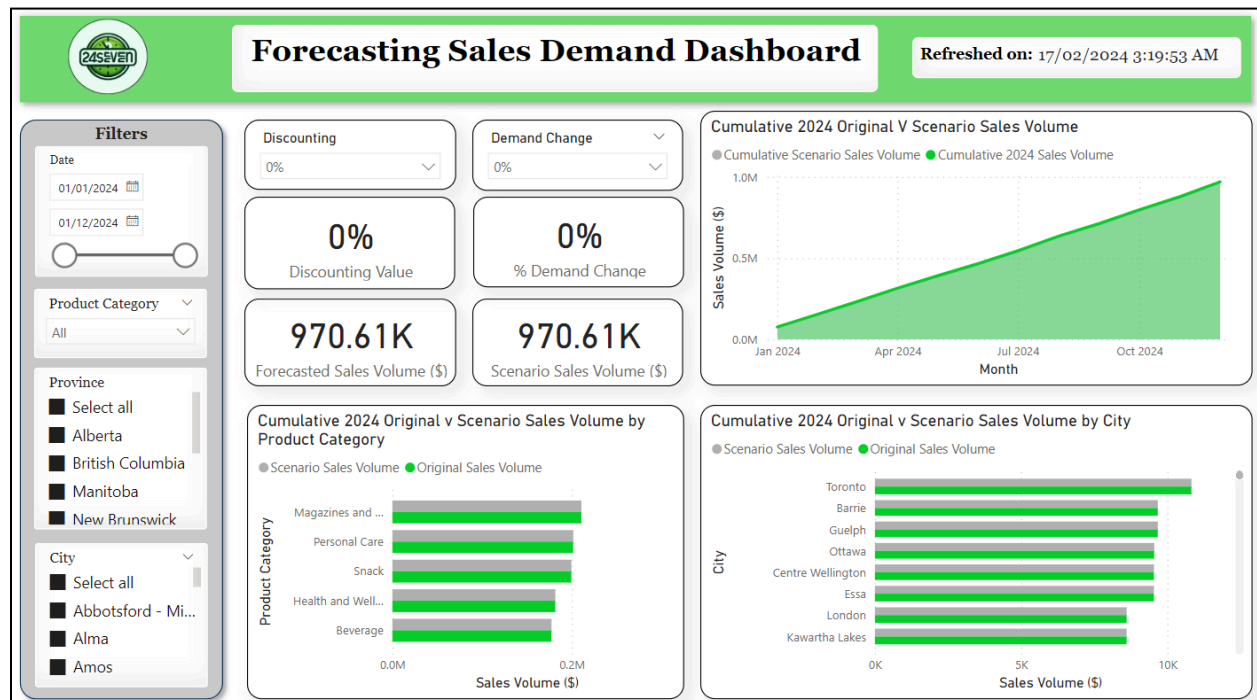 24SEVEN
Forecasting Sales Demand Dashboard
Refreshed on: 17/02/2024 3:19:53 AM
Filters
Date
01/01/2024
01/12/2024
Product Category
All
Province
Select all
Alberta
British Columbia
Manitoba
New Brunswick
City
Select all
Abbotsford - Mi...
Alma
Amos
Discounting
0%
Demand Change
0%
0%
Discounting Value
0%
% Demand Change
970.61K
Forecasted Sales Volume ($)
970.61K
Scenario Sales Volume ($)
Cumulative 2024 Original V Scenario Sales Volume
Cumulative Scenario Sales Volume Cumulative 2024 Sales Volume
Sales Volume ($)
1.0M
0.5M
0.0M
Jan 2024 Apr 2024 Jul 2024 Oct 2024
Month
Cumulative 2024 Original v Scenario Sales Volume by
Product Category
Scenario Sales Volume Original Sales Volume
Product Category
Magazines and ...
Personal Care
Snack
Health and Well...
Beverage
0.0M 0.2M
Sales Volume ($)
Cumulative 2024 Original v Scenario Sales Volume by City
Scenario Sales Volume Original Sales Volume
City
Toronto
Barrie
Guelph
Ottawa
Centre Wellington
Essa
London
Kawartha Lakes
0K 5K 10K
Sales Volume ($)